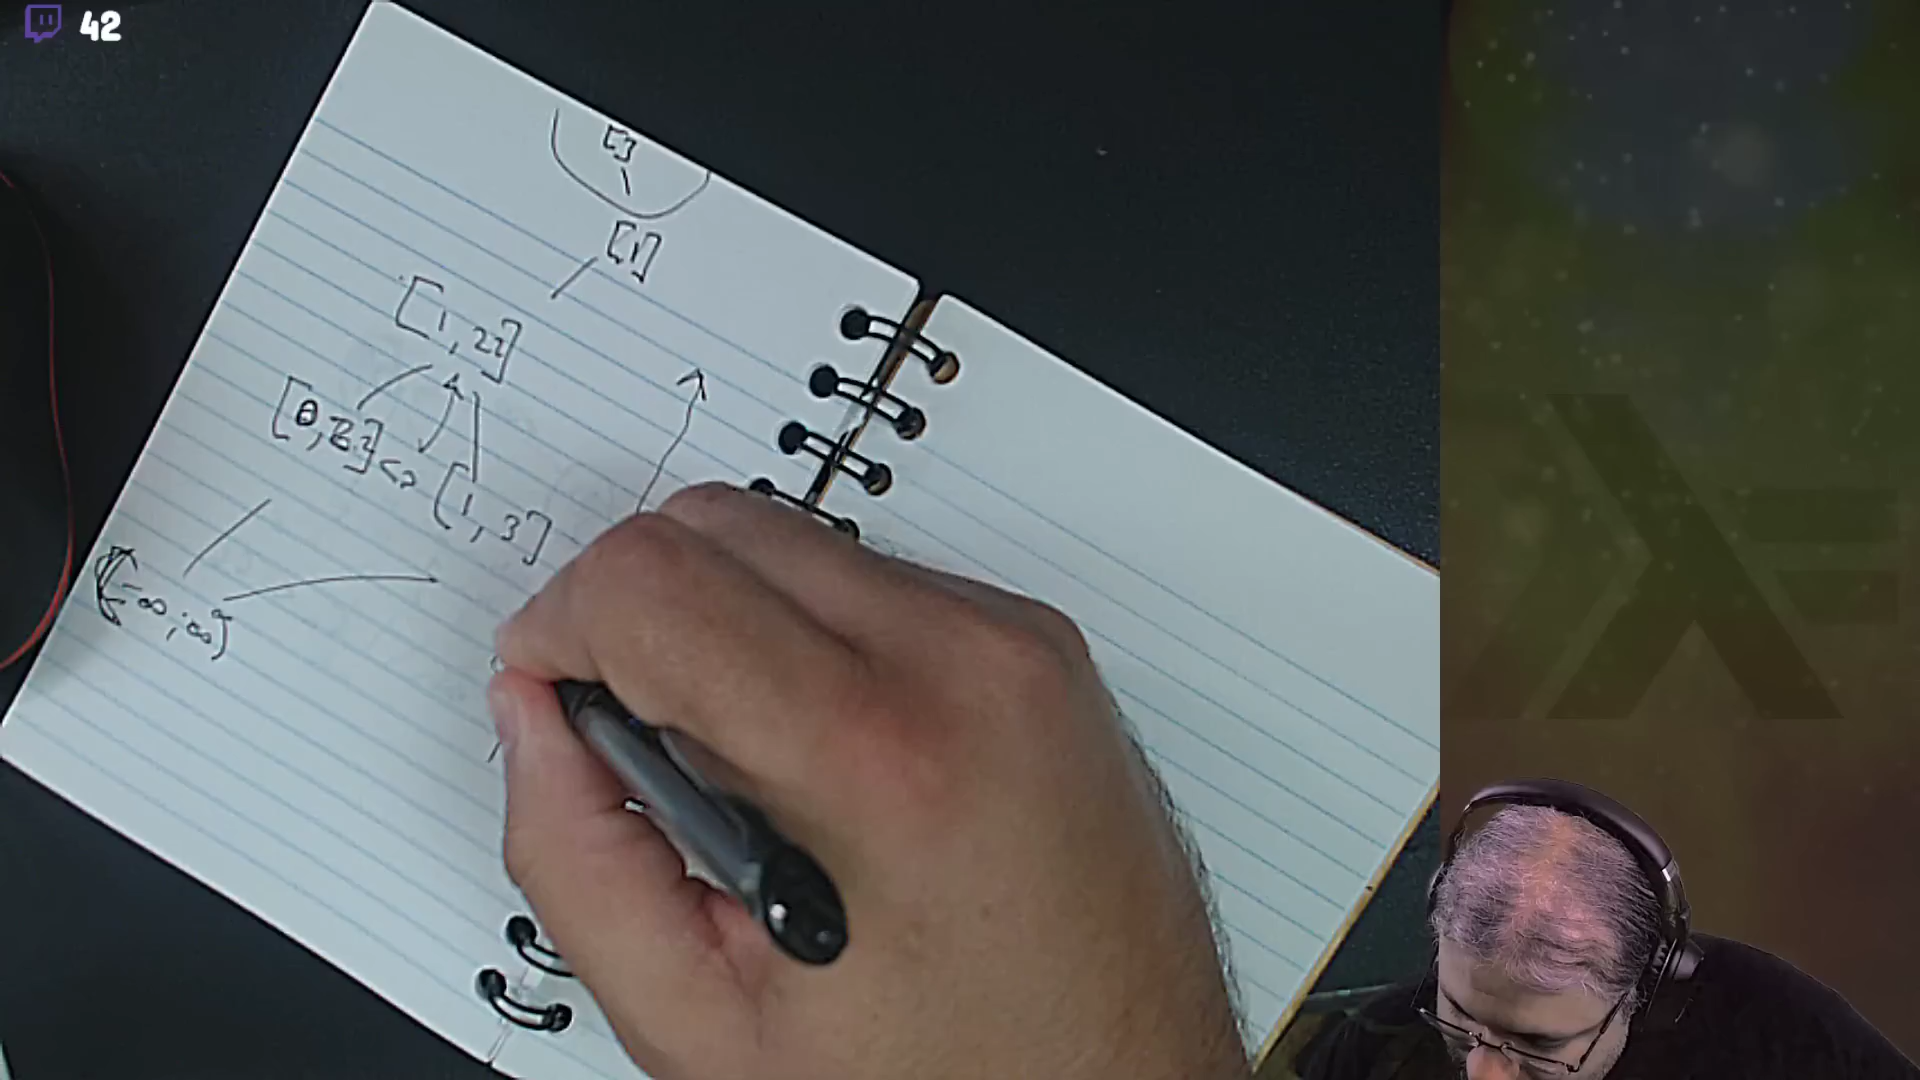 42
[1]
[1, 2]
[0, 2] <> [1, 3]
(-∞, ∞)